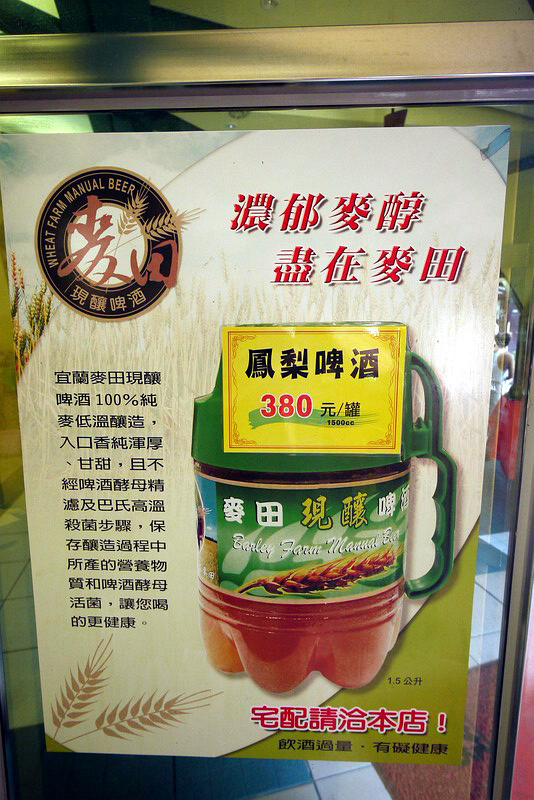 WHEAT FARM MANUAL BEER
麥田
現釀啤酒
濃郁麥醇
盡在麥田
鳳梨啤酒
380 元/罐
1500cc
宜蘭麥田現釀
啤酒100%純
麥低溫釀造，
入口香純渾厚
、甘甜，且不
經啤酒酵母精
濾及巴氏高溫
殺菌步驟，保
存釀造過程中
所產的營養物
質和啤酒酵母
活菌，讓您喝
的更健康。
麥田 現釀 啤酒
Barley Farm Manual Beer
1.5公升
宅配請洽本店！
飲酒過量．有礙健康